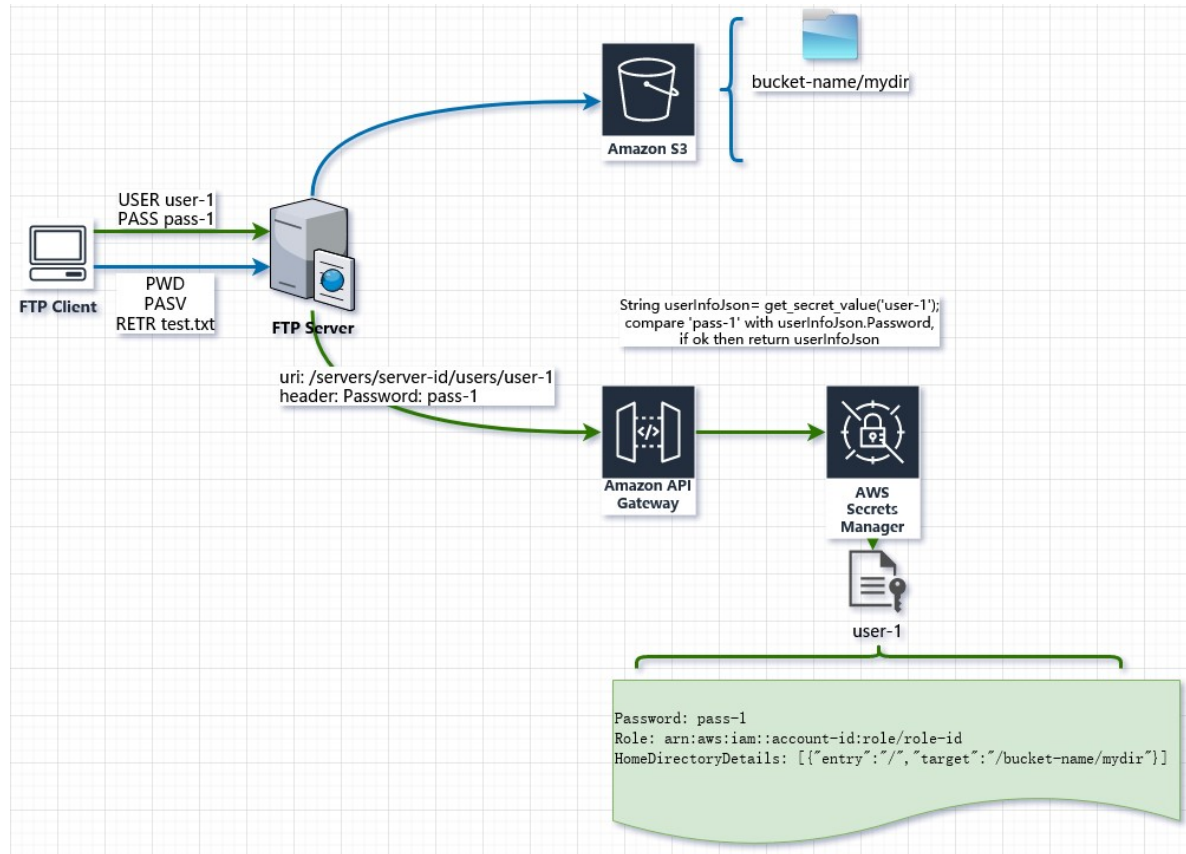 bucket-name/mydir
Amazon S3
USER user-1
PASS pass-1
FTP Client
PWD
PASV
RETR test.txt
FTP Server
String userInfoJson= get_secret_value('user-1');
compare 'pass-1' with userInfoJson.Password,
if ok then return userInfoJson
uri: /servers/server-id/users/user-1
header: Password: pass-1
</>
Amazon API
Gateway
AWS
Secrets
Manager
user-1
Password: pass-1
Role: arn:aws:iam::account-id:role/role-id
HomeDirectoryDetails: [{"entry":"/","target":"/bucket-name/mydir"}]